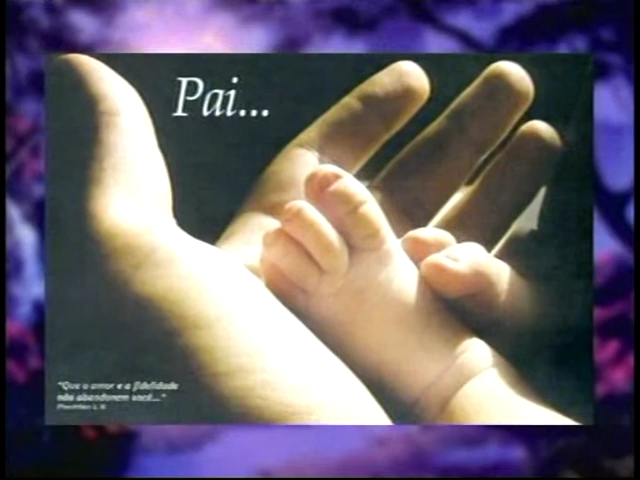 Pai...
"Que o amor e a fidelidade
não abandonem você..."